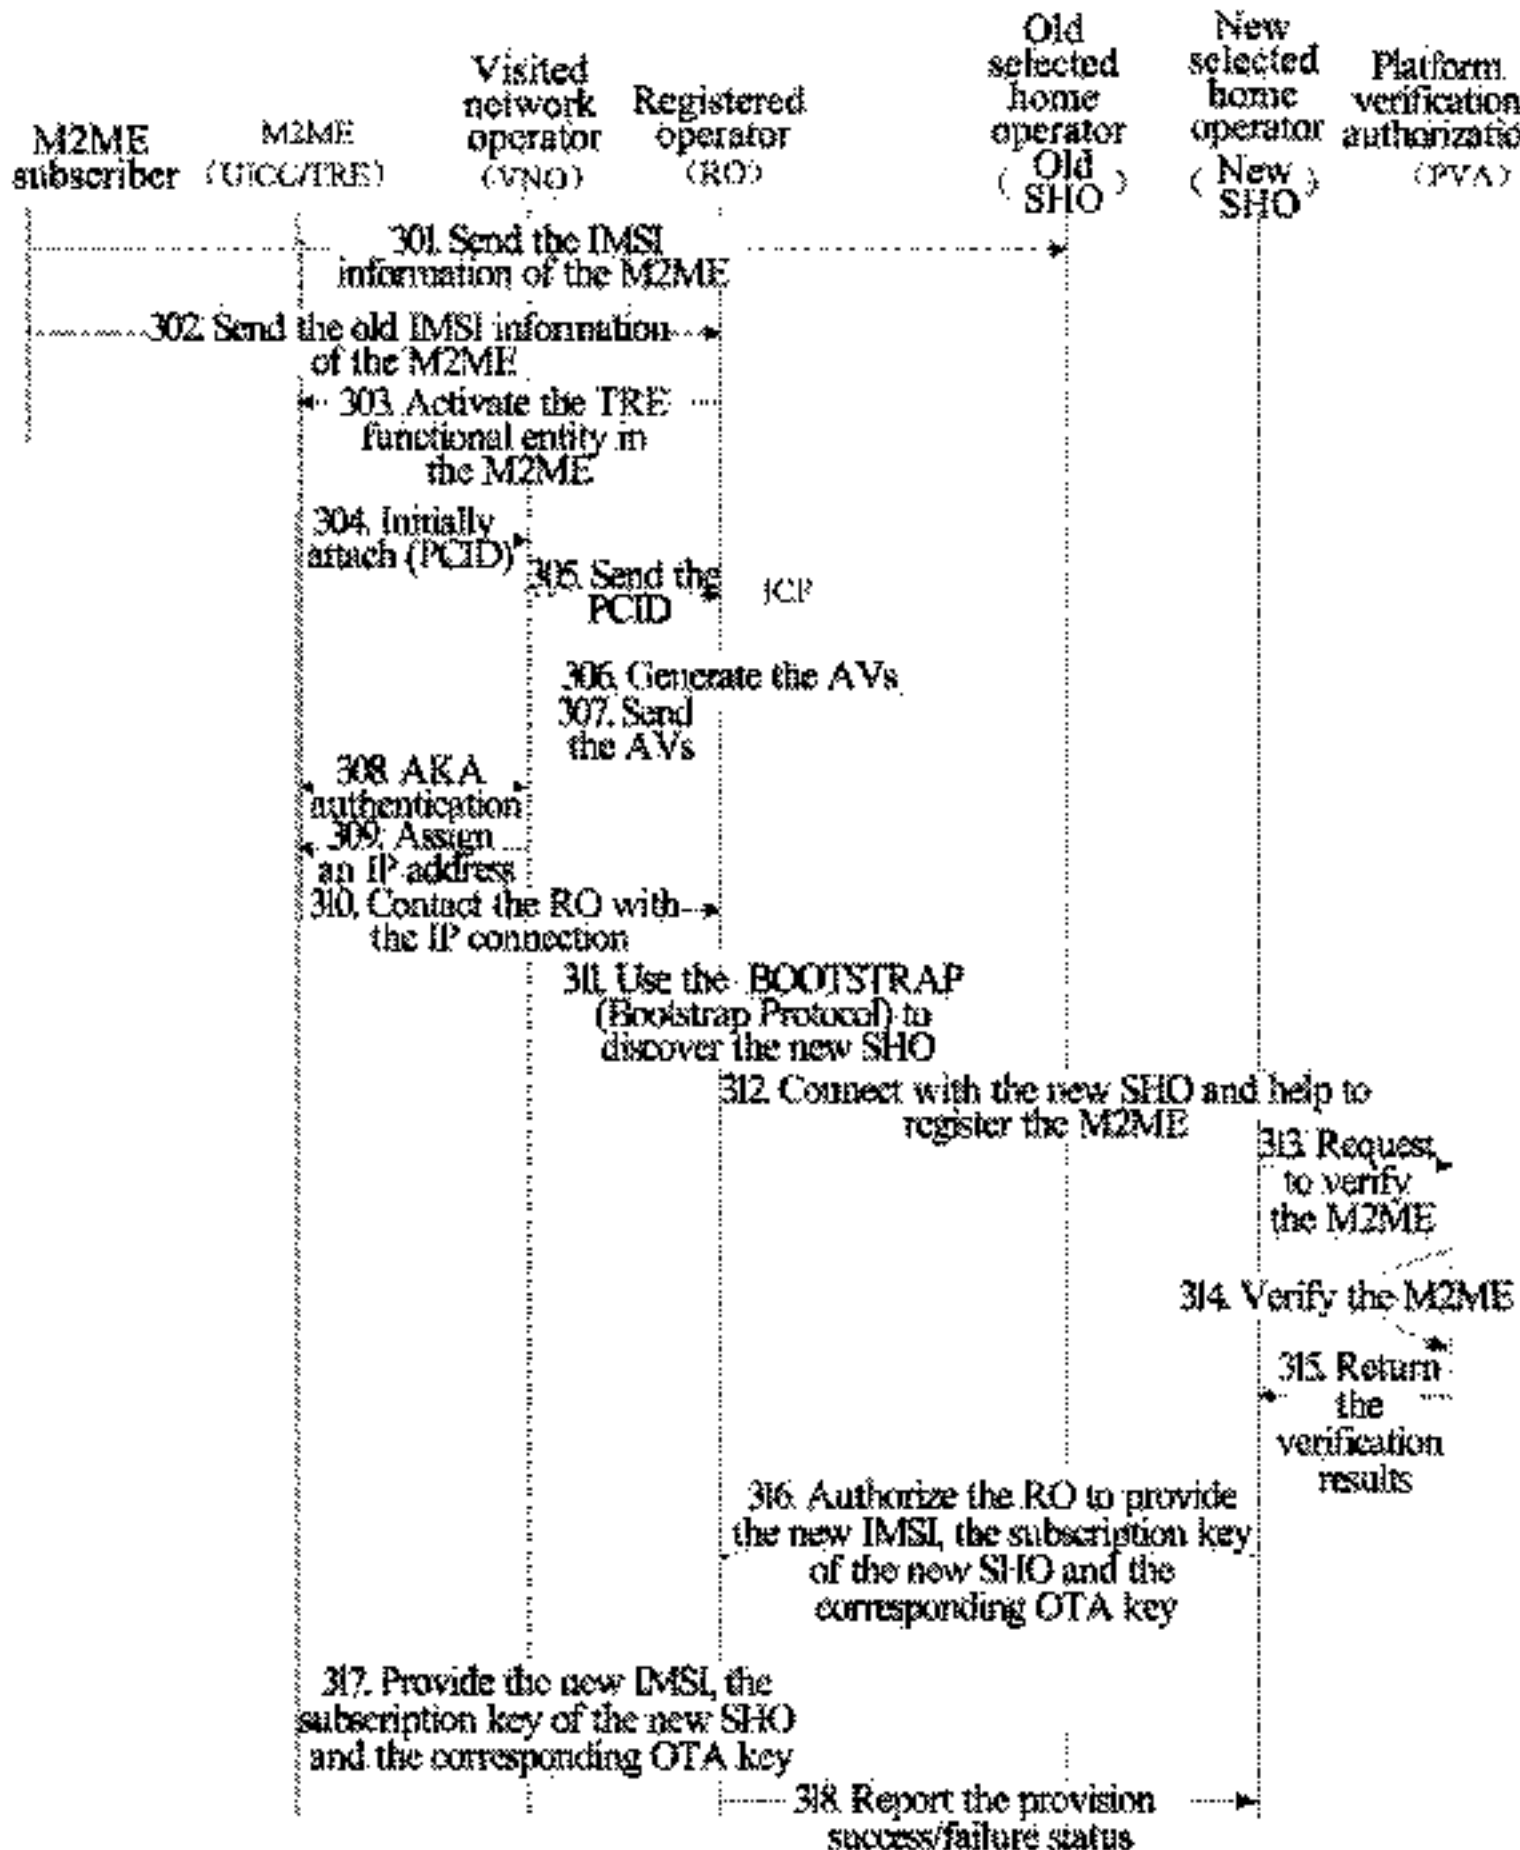 M2ME
subscriber
M2ME
(UICC/TRE)
Visited
network
operator
(VNO)
Registered
operator
(RO)
Old
selected
home
operator
( Old )
SHO
New
selected
home
operator
( New )
SHO
Platform
verification
authorizatio
(PVA)
301. Send the IMSI
information of the M2ME
302. Send the old IMSI information
of the M2ME
303. Activate the TRE
functional entity in
the M2ME
304. Initially
attach (PCID)
305. Send the
PCID
306. Generate the AVs
307. Send
the AVs
308. AKA
authentication
309. Assign
an IP address
310. Contact the RO with
the IP connection
311. Use the BOOTSTRAP
(Bootstrap Protocol) to
discover the new SHO
312. Connect with the new SHO and help to
register the M2ME
313. Request
to verify
the M2ME
314. Verify the M2ME
315. Return
the
verification
results
316. Authorize the RO to provide
the new IMSI, the subscription key
of the new SHO and the
corresponding OTA key
317. Provide the new IMSI, the
subscription key of the new SHO
and the corresponding OTA key
318. Report the provision
success/failure status